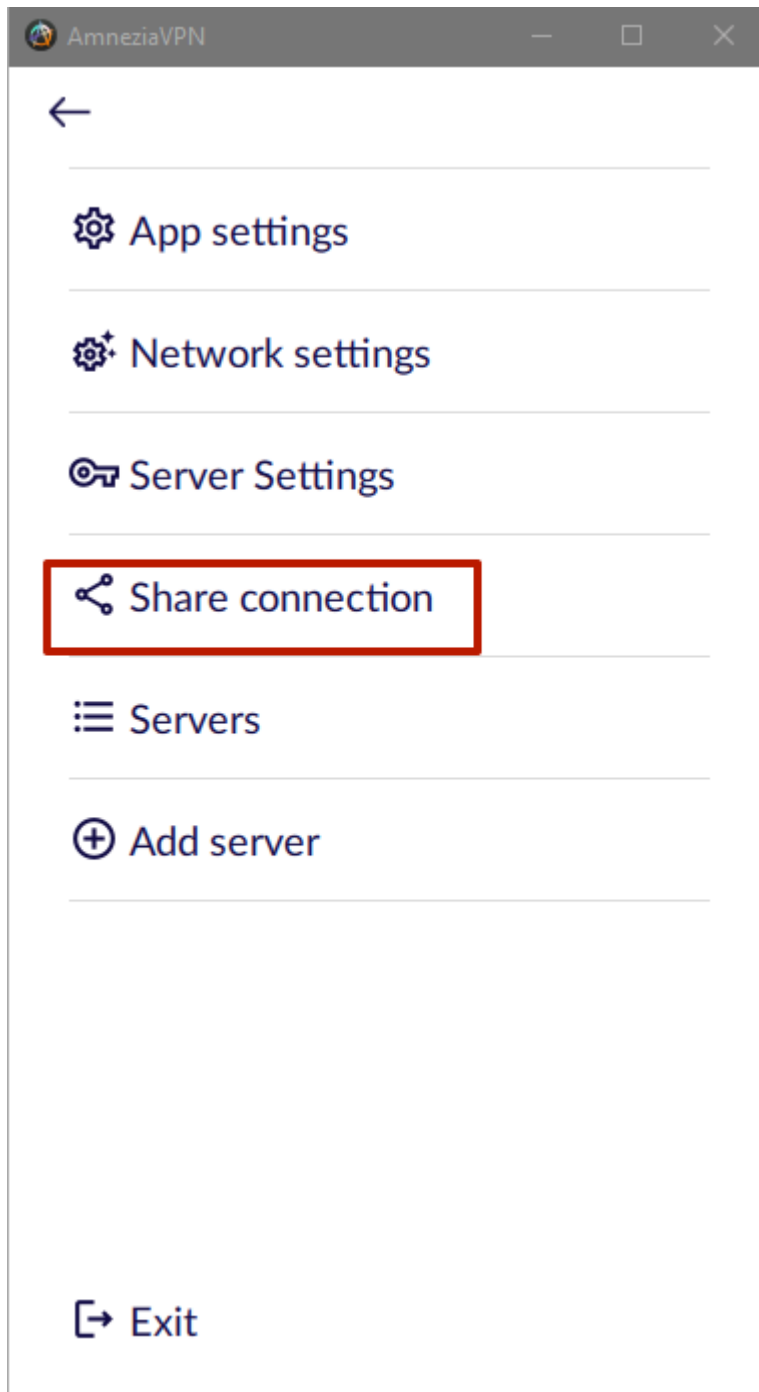 AmneziaVPN
App settings
Network settings
Server Settings
Share connection
Servers
Add server
Exit